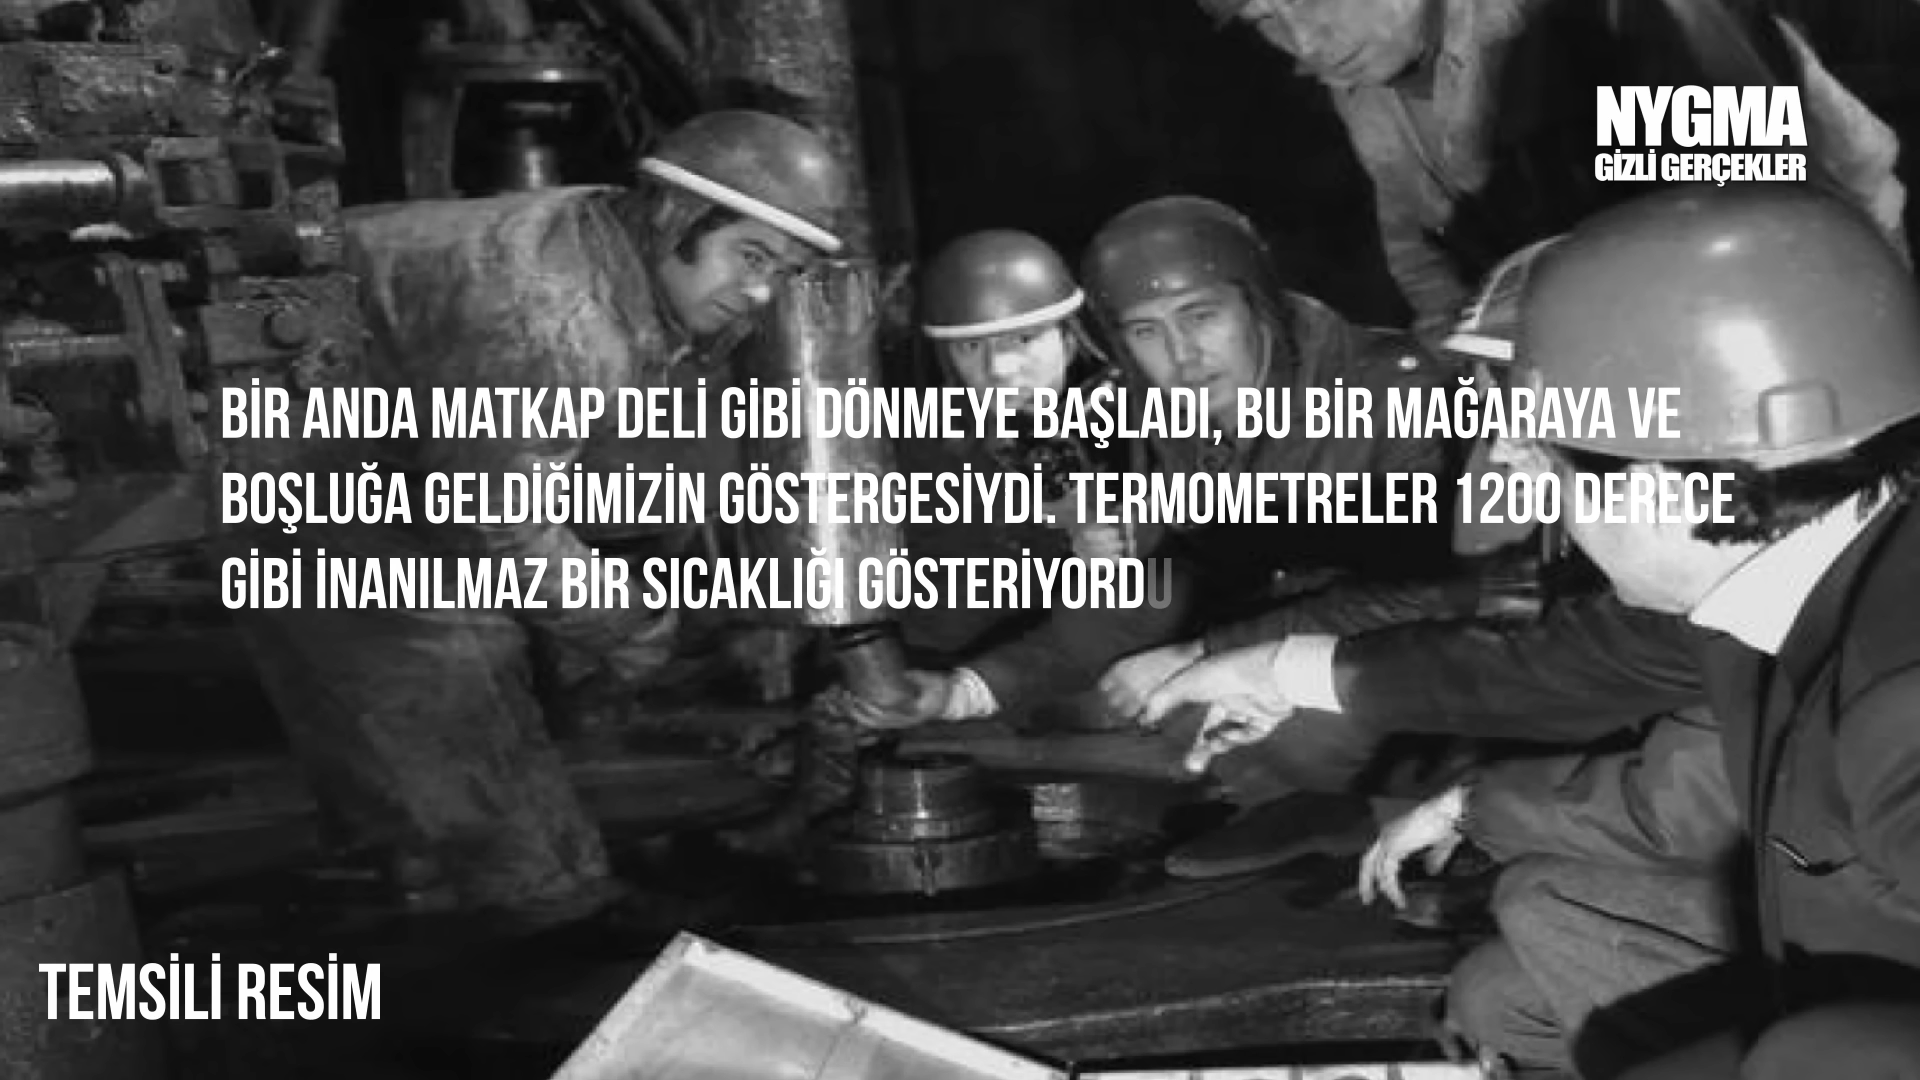 NYGMA
GİZLİ GERÇEKLER
BİR ANDA MATKAP DELİ GİBİ DÖNMEYE BAŞLADI, BU BİR MAĞARAYA VE
BOŞLUĞA GELDİĞİMİZİN GÖSTERGESİYDİ. TERMOMETRELER 1200 DERECE
GİBİ İNANILMAZ BİR SICAKLIĞI GÖSTERİYORDU
TEMSİLİ RESİM